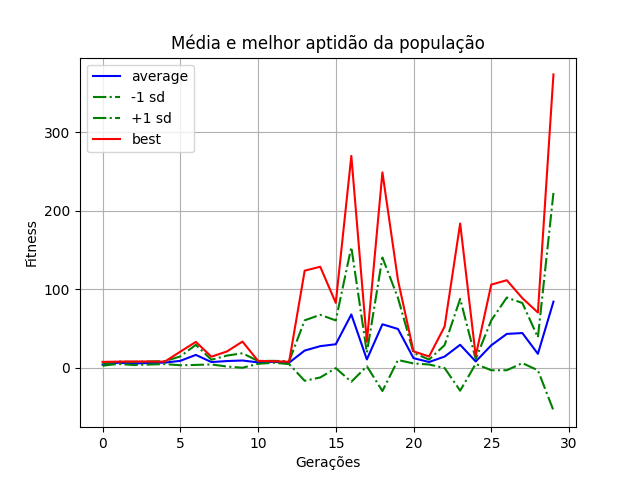 Média e melhor aptidão da população
average
-1 sd
+1 sd
best
300
200
100
0
Fitness
0 5 10 15 20 25 30
Gerações